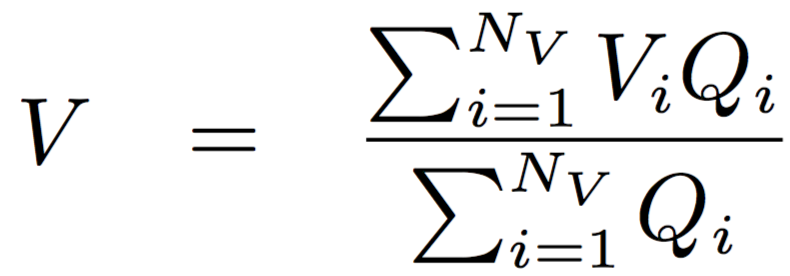 V = \frac{\sum_{i=1}^{N_V} V_i Q_i}{\sum_{i=1}^{N_V} Q_i}